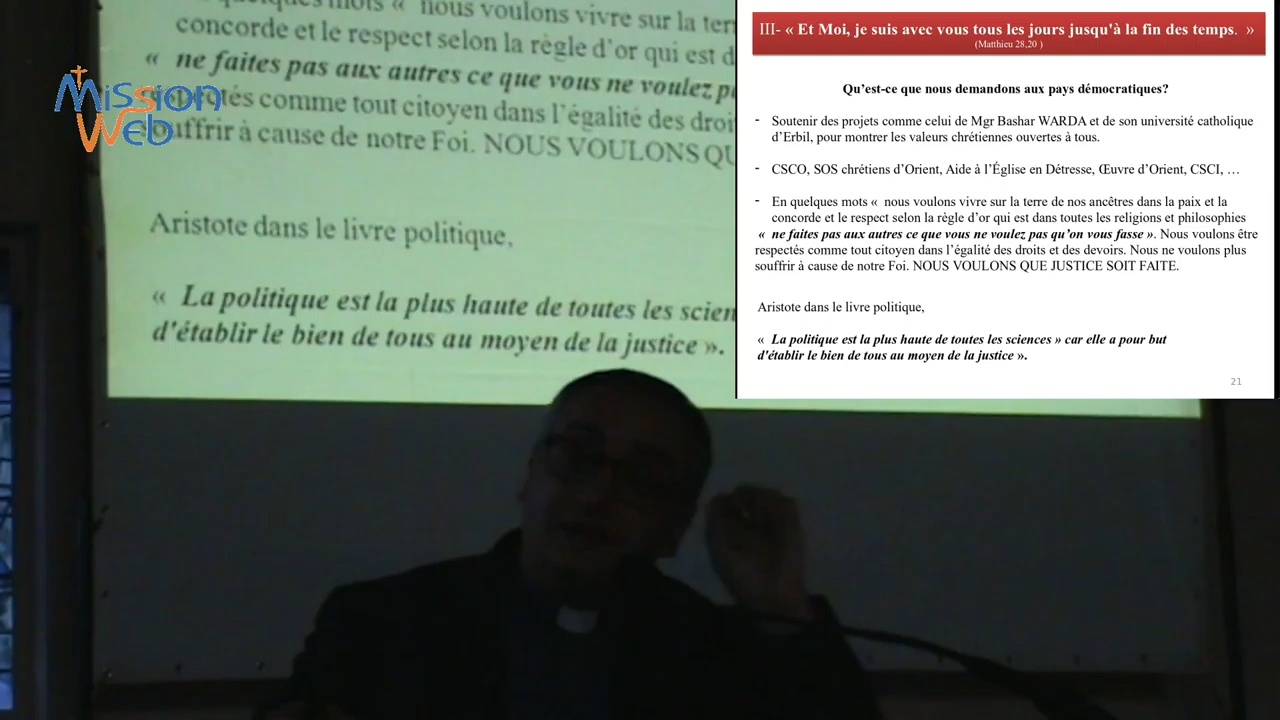 Mission
Web
quelques mots « nous voulons vivre sur la terr
concorde et le respect selon la règle d'or qui est d
« ne faites pas aux autres ce que vous ne voulez p
tés comme tout citoyen dans l'égalité des droi
souffrir à cause de notre Foi. NOUS VOULONS QU
Aristote dans le livre politique,
« La politique est la plus haute de toutes les scien
d'établir le bien de tous au moyen de la justice ».
III- « Et Moi, je suis avec vous tous les jours jusqu'à la fin des temps. »
(Matthieu 28,20 )
Qu'est-ce que nous demandons aux pays démocratiques?
- Soutenir des projets comme celui de Mgr Bashar WARDA et de son université catholique
d'Erbil, pour montrer les valeurs chrétiennes ouvertes à tous.
- CSCO, SOS chrétiens d'Orient, Aide à l'Église en Détresse, Œuvre d'Orient, CSCI, …
- En quelques mots « nous voulons vivre sur la terre de nos ancêtres dans la paix et la
concorde et le respect selon la règle d'or qui est dans toutes les religions et philosophies
« ne faites pas aux autres ce que vous ne voulez pas qu'on vous fasse ». Nous voulons être
respectés comme tout citoyen dans l'égalité des droits et des devoirs. Nous ne voulons plus
souffrir à cause de notre Foi. NOUS VOULONS QUE JUSTICE SOIT FAITE.
Aristote dans le livre politique,
« La politique est la plus haute de toutes les sciences » car elle a pour but
d'établir le bien de tous au moyen de la justice ».
21